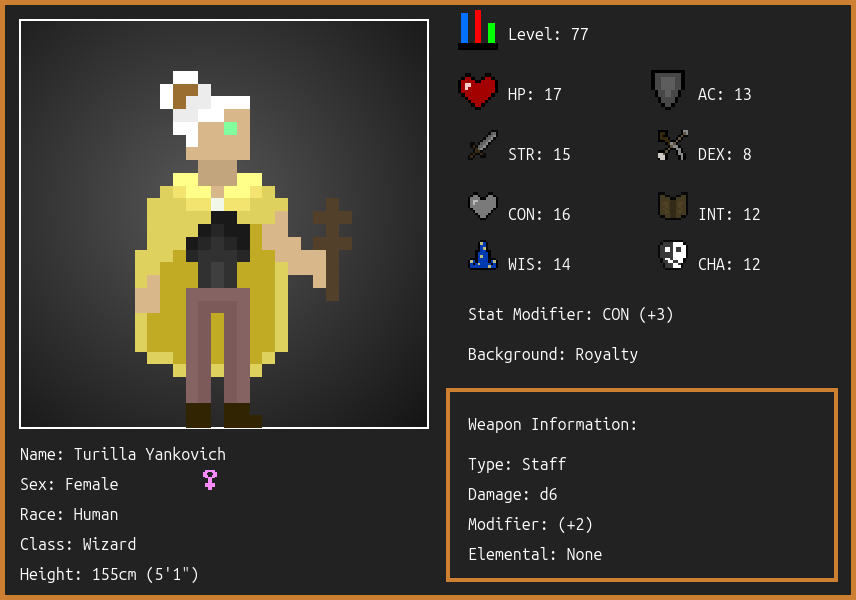 Level: 77
HP: 17
AC: 13
STR: 15
DEX: 8
CON: 16
INT: 12
WIS: 14
CHA: 12
Stat Modifier: CON (+3)
Background: Royalty
Weapon Information:
Type: Staff
Damage: d6
Modifier: (+2)
Elemental: None
Name: Turilla Yankovich
Sex: Female
Race: Human
Class: Wizard
Height: 155cm (5'1")